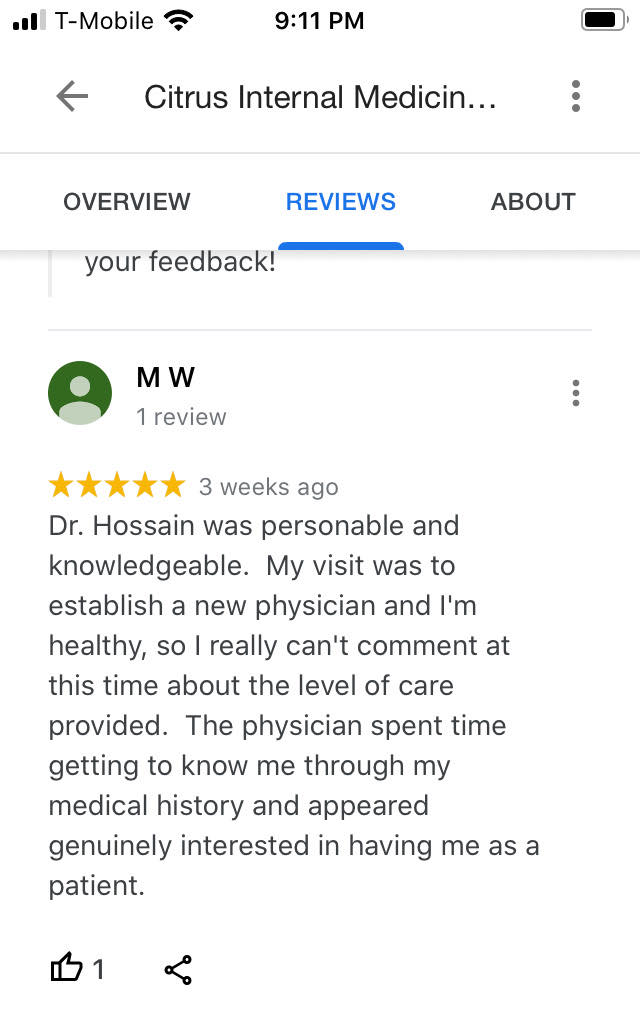 T-Mobile 9:11 PM
Citrus Internal Medicin...
OVERVIEW REVIEWS ABOUT
your feedback!
M W
1 review
3 weeks ago
Dr. Hossain was personable and
knowledgeable.  My visit was to
establish a new physician and I'm
healthy, so I really can't comment at
this time about the level of care
provided.  The physician spent time
getting to know me through my
medical history and appeared
genuinely interested in having me as a
patient.
1